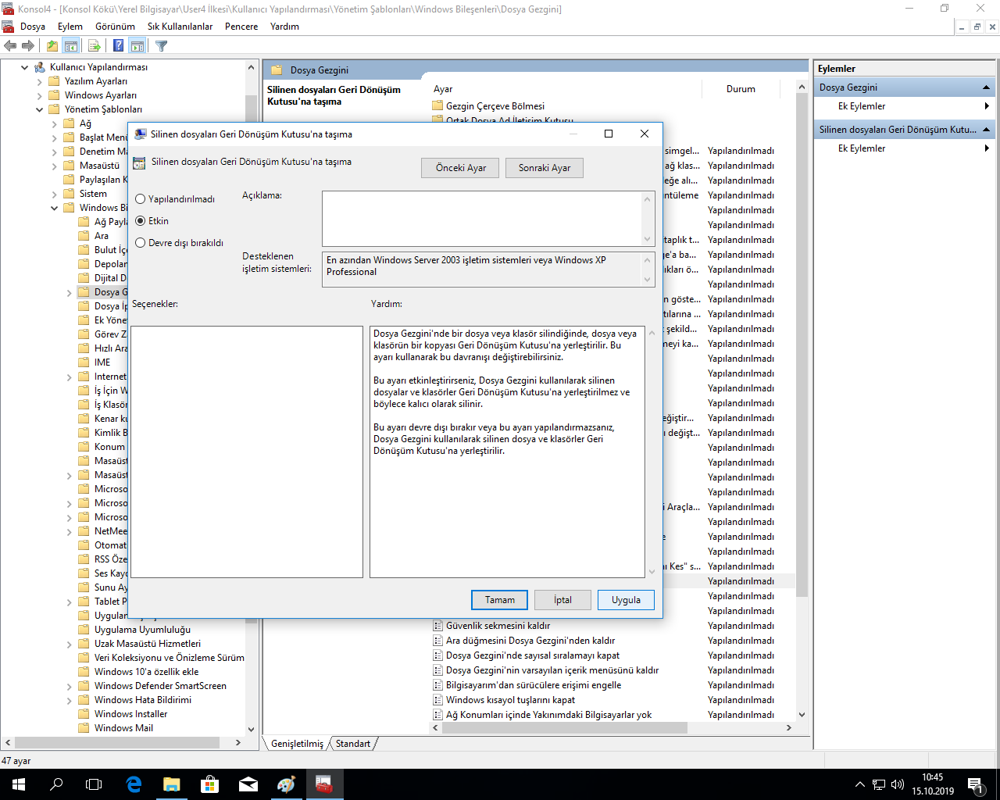 Konsol4 - [Konsol Kökü\Yerel Bilgisayar\User4 İlkesi\Kullanıcı Yapılandırması\Yönetim Şablonları\Windows Bileşenleri\Dosya Gezgini]
Dosya Eylem Görünüm Sık Kullanılanlar Pencere Yardım
Kullanıcı Yapılandırması
Yazılım Ayarları
Windows Ayarları
Yönetim Şablonları
Ağ
Başlat Menü
Denetim Ma
Masaüstü
Paylaşılan K
Sistem
Windows Bi
Ağ Payla
Ara
Bulut İçe
Depolan
Dijital D
Dosya G
Dosya İp
Ek Yöne
Görev Z
Hızlı Ara
IME
Internet
İş İçin W
İş Klasör
Kenar ku
Kimlik B
Konum
Masaüst
Masaüst
Microso
Microso
Microso
NetMee
Otomat
RSS Öze
Ses Kayd
Sunu Ay
Tablet P
Uygulama Uyumluluğu
Uzak Masaüstü Hizmetleri
Veri Koleksiyonu ve Önizleme Sürüm
Windows 10'a özellik ekle
Windows Defender SmartScreen
Windows Hata Bildirimi
Windows Installer
Windows Mail
Dosya Gezgini
Silinen dosyaları Geri Dönüşüm
Kutusu'na taşıma
Ayar Durum
Gezgin Çerçeve Bölmesi
Ortak Dosya Aç İletişim Kutusu
simgel... Yapılandırılmadı
ağ klas... Yapılandırılmadı
eğe alı... Yapılandırılmadı
ntüleme Yapılandırılmadı
Yapılandırılmadı
Yapılandırılmadı
taplık t... Yapılandırılmadı
ge'a ba... Yapılandırılmadı
lıkları ö... Yapılandırılmadı
Yapılandırılmadı
n göste... Yapılandırılmadı
tılarına ... Yapılandırılmadı
şekild... Yapılandırılmadı
meyi ka... Yapılandırılmadı
Yapılandırılmadı
Yapılandırılmadı
Yapılandırılmadı
Yapılandırılmadı
eğiştir... Yapılandırılmadı
ı değişt... Yapılandırılmadı
Yapılandırılmadı
Yapılandırılmadı
Yapılandırılmadı
Yapılandırılmadı
i Araçla... Yapılandırılmadı
Yapılandırılmadı
e Yapılandırılmadı
Yapılandırılmadı
ı Kes" s... Yapılandırılmadı
Yapılandırılmadı
Yapılandırılmadı
Yapılandırılmadı
Güvenlik sekmesini kaldır Yapılandırılmadı
Ara düğmesini Dosya Gezgini'nden kaldır Yapılandırılmadı
Dosya Gezgini'nde sayısal sıralamayı kapat Yapılandırılmadı
Dosya Gezgini'nin varsayılan içerik menüsünü kaldır Yapılandırılmadı
Bilgisayarım'dan sürücülere erişimi engelle Yapılandırılmadı
Windows kısayol tuşlarını kapat Yapılandırılmadı
Ağ Konumları içinde Yakınımdaki Bilgisayarlar yok Yapılandırılmadı
Genişletilmiş Standart
Eylemler
Dosya Gezgini
Ek Eylemler
Silinen dosyaları Geri Dönüşüm Kutu...
Ek Eylemler
Silinen dosyaları Geri Dönüşüm Kutusu'na taşıma
Silinen dosyaları Geri Dönüşüm Kutusu'na taşıma
Önceki Ayar Sonraki Ayar
Yapılandırılmadı
Etkin
Devre dışı bırakıldı
Açıklama:
Desteklenen
işletim sistemleri:
En azından Windows Server 2003 işletim sistemleri veya Windows XP
Professional
Seçenekler: Yardım:
Dosya Gezgini'nde bir dosya veya klasör silindiğinde, dosya veya
klasörün bir kopyası Geri Dönüşüm Kutusu'na yerleştirilir. Bu
ayarı kullanarak bu davranışı değiştirebilirsiniz.
Bu ayarı etkinleştirirseniz, Dosya Gezgini kullanılarak silinen
dosyalar ve klasörler Geri Dönüşüm Kutusu'na yerleştirilmez ve
böylece kalıcı olarak silinir.
Bu ayarı devre dışı bırakır veya bu ayarı yapılandırmazsanız,
Dosya Gezgini kullanılarak silinen dosya ve klasörler Geri
Dönüşüm Kutusu'na yerleştirilir.
Tamam İptal Uygula
47 ayar
10:45
15.10.2019
1